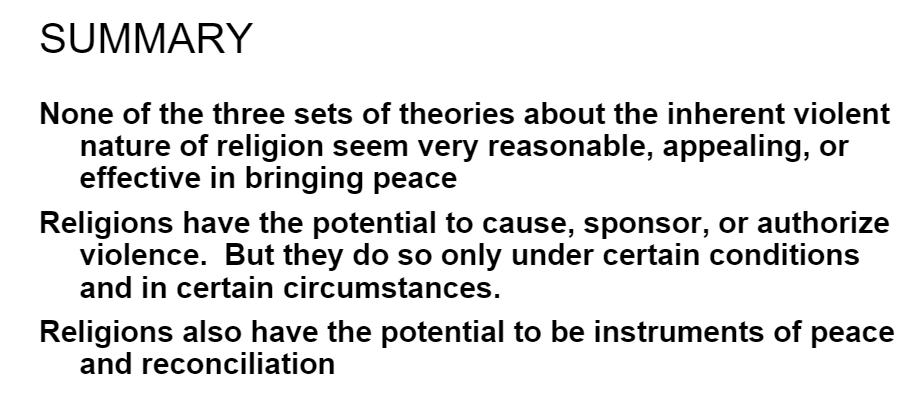 SUMMARY
None of the three sets of theories about the inherent violent
nature of religion seem very reasonable, appealing, or
effective in bringing peace
Religions have the potential to cause, sponsor, or authorize
violence.  But they do so only under certain conditions
and in certain circumstances.
Religions also have the potential to be instruments of peace
and reconciliation